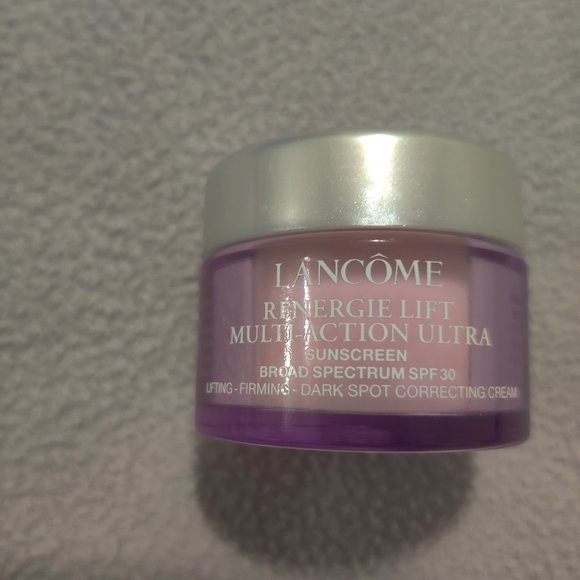 LANCÔME
RENERGIE LIFT
MULTI-ACTION ULTRA
SUNSCREEN
BROAD SPECTRUM SPF 30
LIFTING - FIRMING - DARK SPOT CORRECTING CREAM